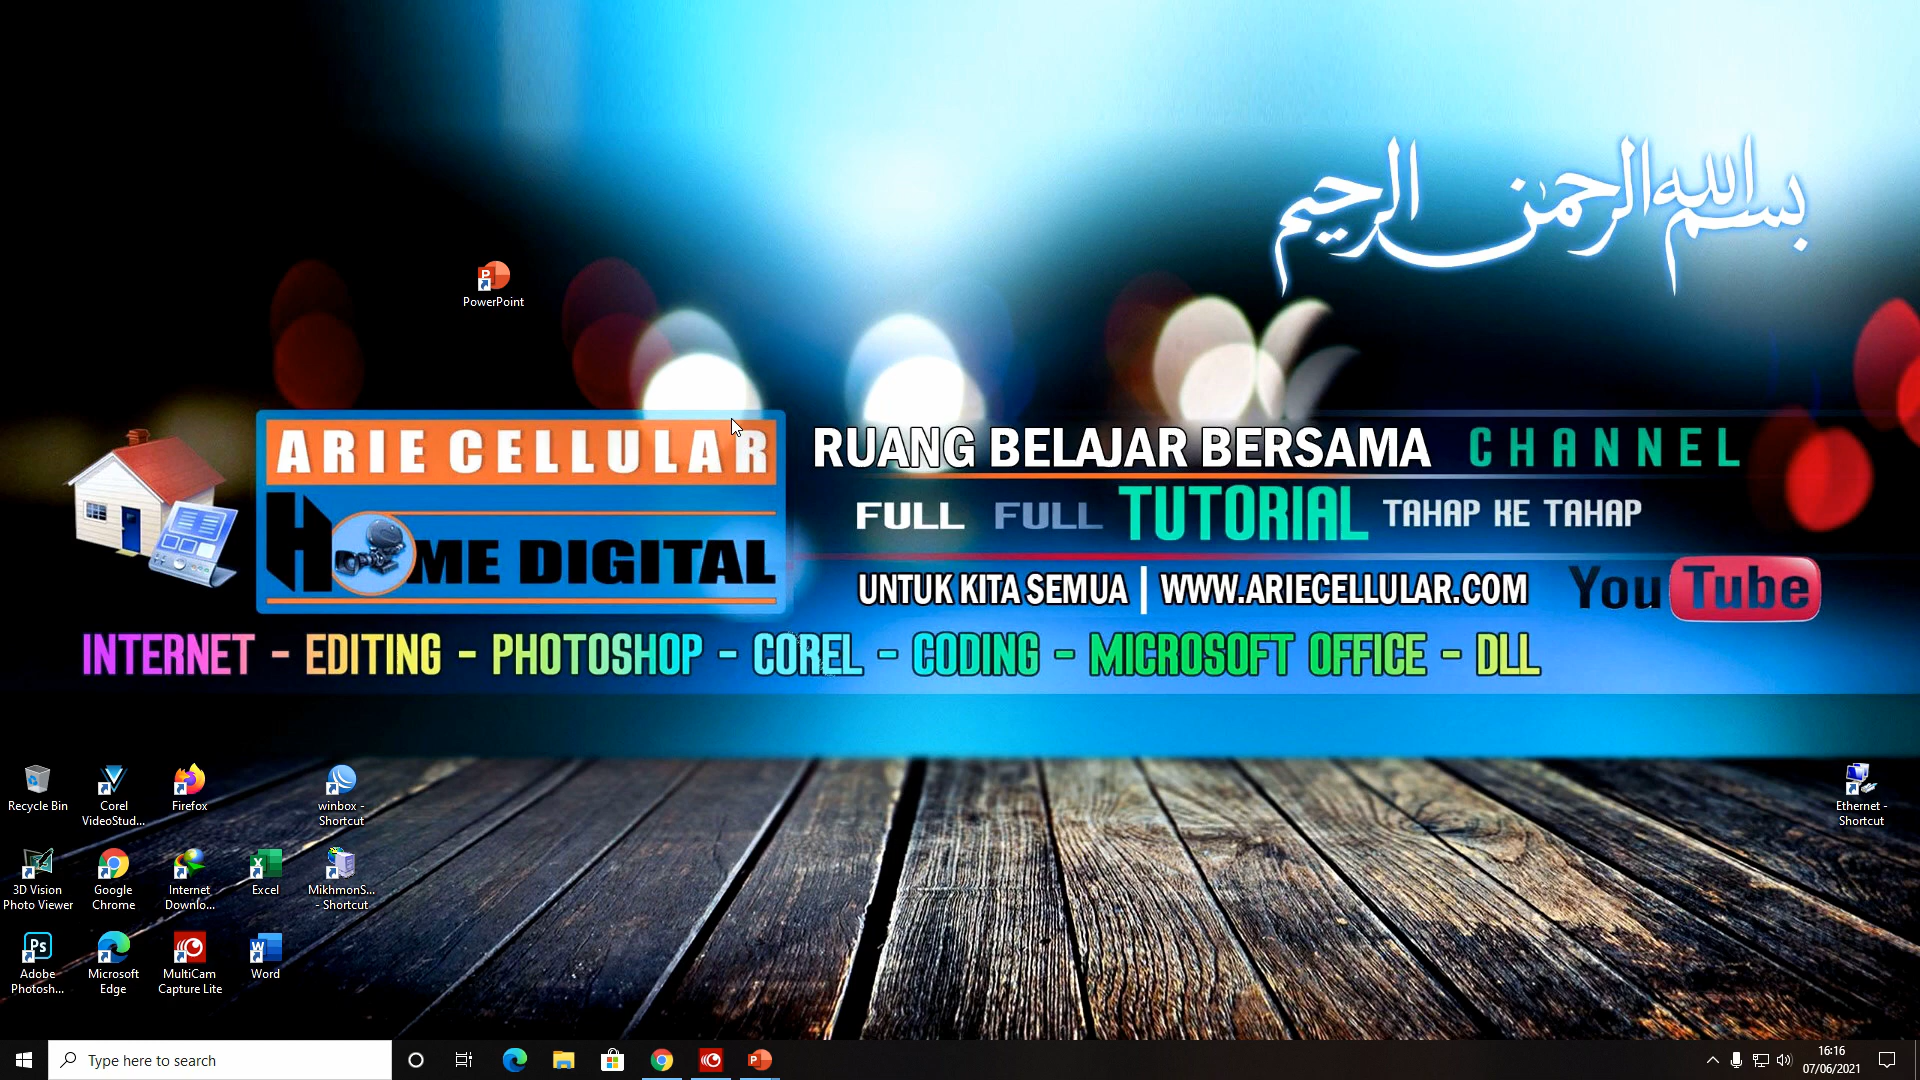 بسم الله الرحمن الرحيم
PowerPoint
ARIE CELLULAR
HOME DIGITAL
RUANG BELAJAR BERSAMA CHANNEL
FULL FULL TUTORIAL TAHAP KE TAHAP
UNTUK KITA SEMUA | WWW.ARIECELLULAR.COM
YouTube
INTERNET - EDITING - PHOTOSHOP - COREL - CODING - MICROSOFT OFFICE - DLL
Recycle Bin
Corel
VideoStud...
Firefox
winbox -
Shortcut
Ethernet -
Shortcut
3D Vision
Photo Viewer
Google
Chrome
Internet
Downlo...
Excel
MikhmonS...
- Shortcut
Adobe
Photosh...
Microsoft
Edge
MultiCam
Capture Lite
Word
Type here to search
16:16
07/06/2021